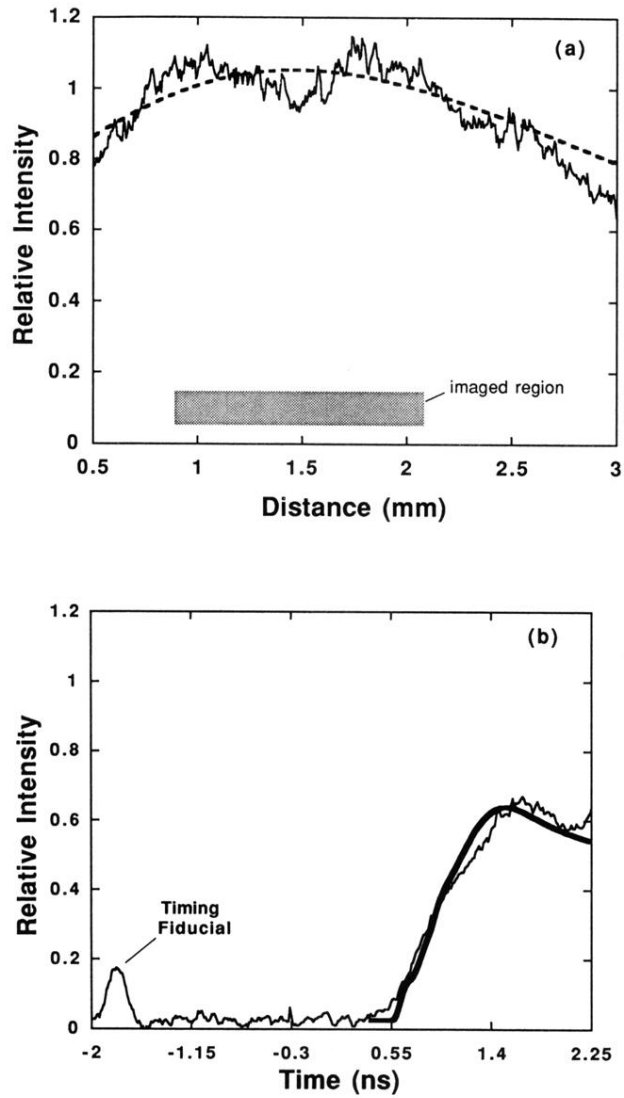 (a)
Relative Intensity
1.2
1
0.8
0.6
0.4
0.2
0
imaged region
0.5
1
1.5
2
2.5
3
Distance (mm)
(b)
Relative Intensity
1.2
1
0.8
0.6
0.4
0.2
0
Timing
Fiducial
-2
-1.15
-0.3
0.55
1.4
2.25
Time (ns)